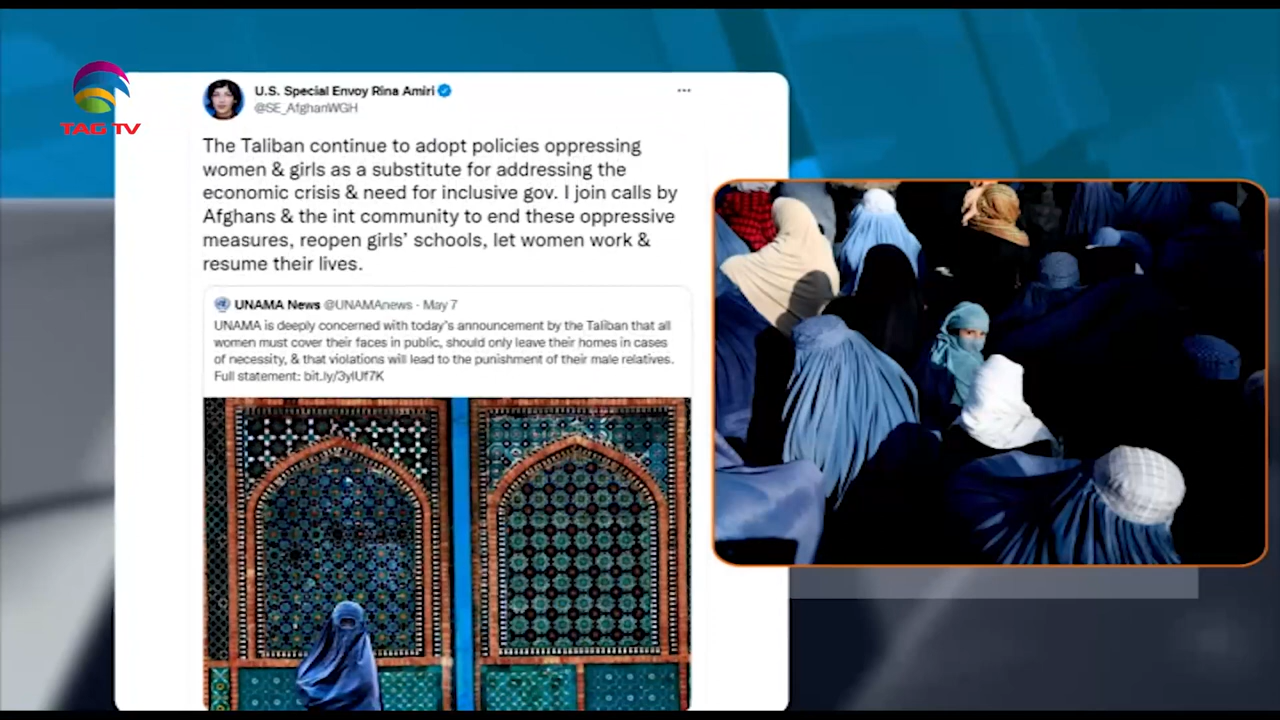 TAG TV
U.S. Special Envoy Rina Amiri
@SE_AfghanWGH
The Taliban continue to adopt policies oppressing
women & girls as a substitute for addressing the
economic crisis & need for inclusive gov. I join calls by
Afghans & the int community to end these oppressive
measures, reopen girls' schools, let women work &
resume their lives.
UNAMA News @UNAMAnews · May 7
UNAMA is deeply concerned with today's announcement by the Taliban that all
women must cover their faces in public, should only leave their homes in cases
of necessity, & that violations will lead to the punishment of their male relatives.
Full statement: bit.ly/3ylUf7K